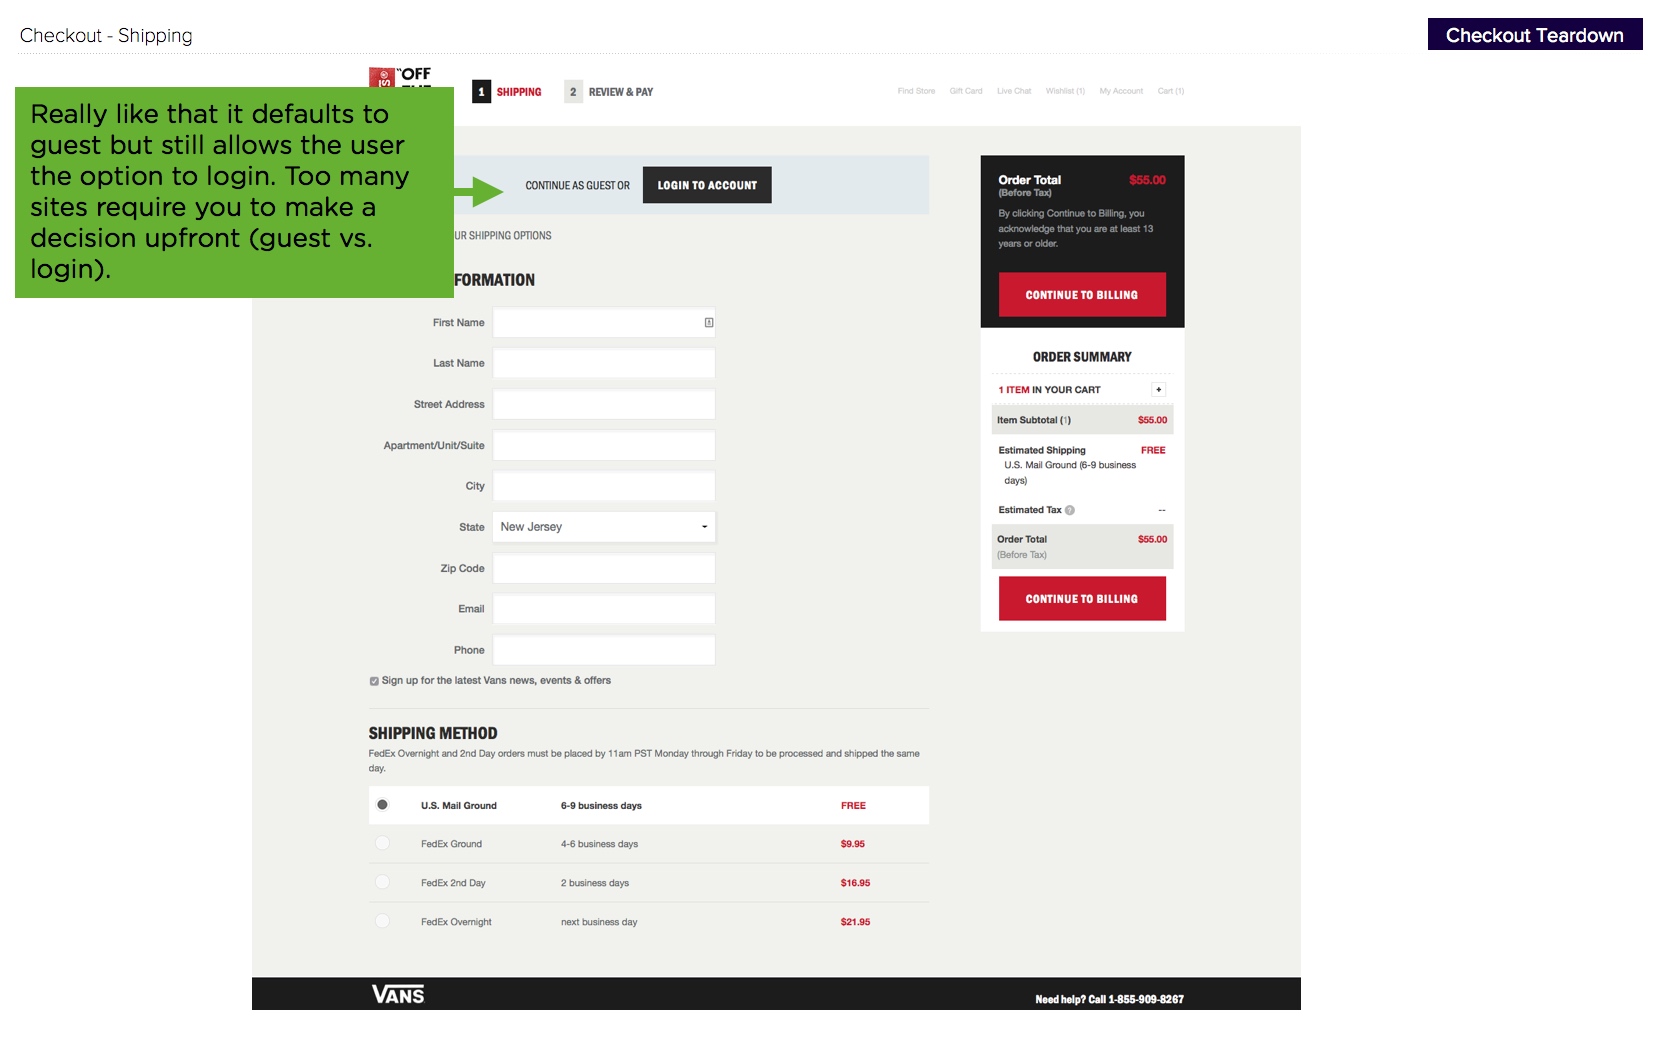 Checkout - Shipping
Checkout Teardown
"OFF
1 SHIPPING
2 REVIEW & PAY
Find Store
Gift Card
Live Chat
Wishlist (1)
My Account
Cart (1)
Really like that it defaults to
guest but still allows the user
the option to login. Too many
sites require you to make a
decision upfront (guest vs.
login).
CONTINUE AS GUEST OR
LOGIN TO ACCOUNT
UR SHIPPING OPTIONS
FORMATION
First Name
Last Name
Street Address
Apartment/Unit/Suite
City
State
New Jersey
Zip Code
Email
Phone
Sign up for the latest Vans news, events & offers
SHIPPING METHOD
FedEx Overnight and 2nd Day orders must be placed by 11am PST Monday through Friday to be processed and shipped the same
day.
U.S. Mail Ground 6-9 business days FREE
FedEx Ground 4-6 business days $9.95
FedEx 2nd Day 2 business days $16.95
FedEx Overnight next business day $21.95
Order Total $55.00
(Before Tax)
By clicking Continue to Billing, you
acknowledge that you are at least 13
years or older.
CONTINUE TO BILLING
ORDER SUMMARY
1 ITEM IN YOUR CART +
Item Subtotal (1) $55.00
Estimated Shipping FREE
U.S. Mail Ground (6-9 business
days)
Estimated Tax ? --
Order Total $55.00
(Before Tax)
CONTINUE TO BILLING
VANS
Need help? Call 1-855-909-8267